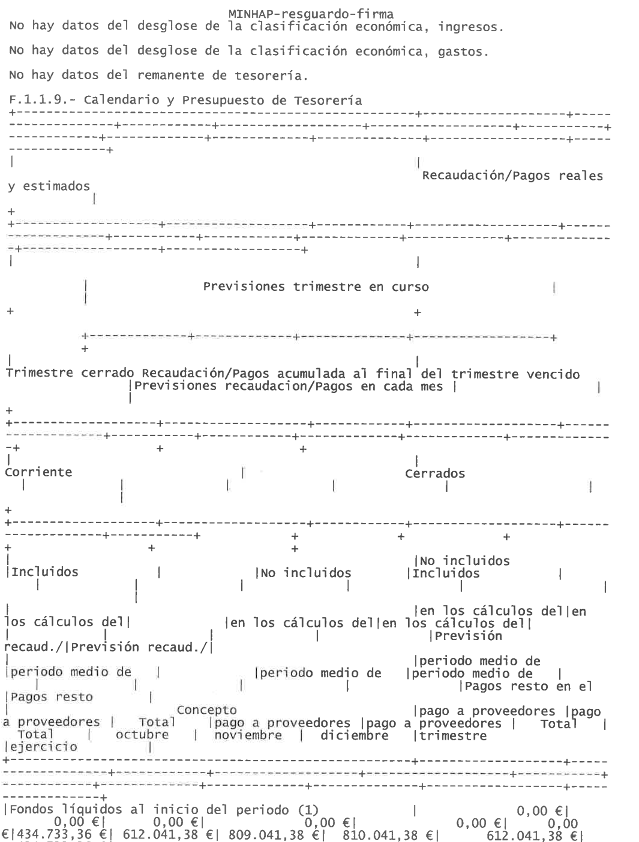 MINHAP-resguardo-firma
No hay datos del desglose de la clasificación económica, ingresos.
No hay datos del desglose de la clasificación económica, gastos.
No hay datos del remanente de tesorería.
F.1.1.9.- Calendario y Presupuesto de Tesorería
Recaudación/Pagos reales
y estimados
Previsiones trimestre en curso
Trimestre cerrado Recaudación/Pagos acumulada al final del trimestre vencido
|Previsiones recaudacion/Pagos en cada mes |
Corriente | Cerrados
|No incluidos
|Incluidos | |No incluidos |Incluidos |
|en los cálculos del|en
los cálculos del| |en los cálculos del|en los cálculos del|
|Previsión
recaud./|Previsión recaud./|
|periodo medio de
|periodo medio de | |periodo medio de |periodo medio de |
|Pagos resto en el
|Pagos resto |
| Concepto |pago a proveedores |pago
a proveedores | Total |pago a proveedores |pago a proveedores | Total |
Total | octubre | noviembre | diciembre |trimestre
|ejercicio |
|Fondos líquidos al inicio del periodo (1) | 0,00 €|
0,00 €| 0,00 €| 0,00 €| 0,00 €| 0,00
€|434.733,36 €| 612.041,38 €| 809.041,38 €| 810.041,38 €| 612.041,38 €|